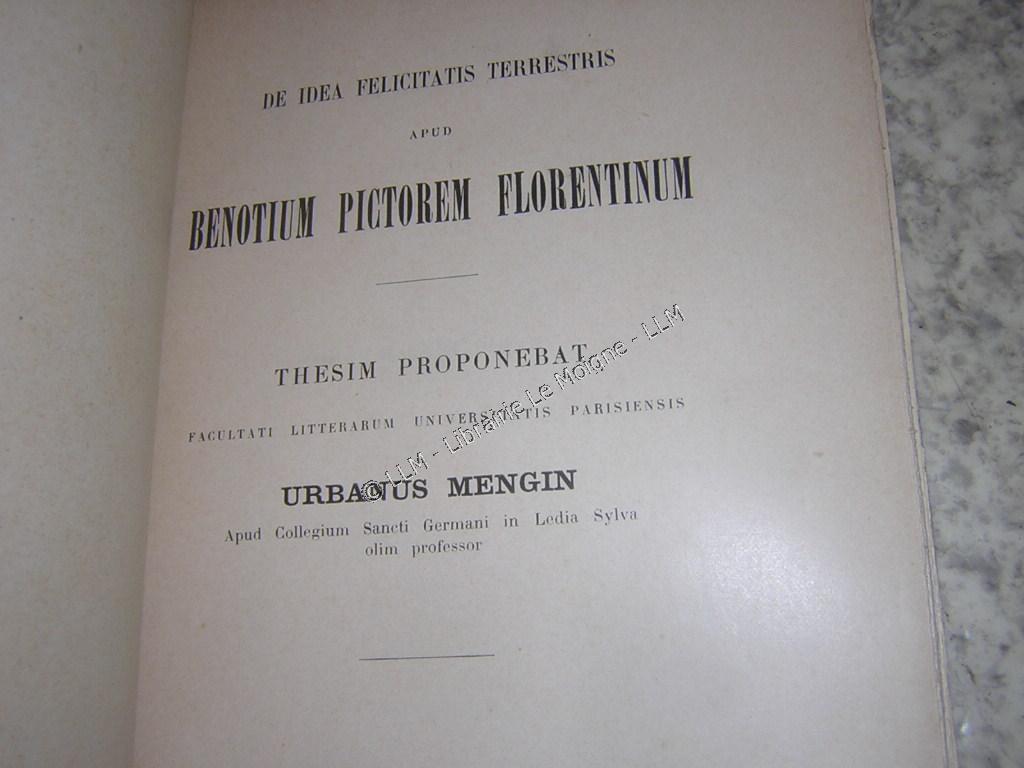 DE IDEA FELICITATIS TERRESTRIS
APUD
BENOTIUM PICTOREM FLORENTINUM
THESIM PROPONEBAT
FACULTATI LITTERARUM UNIVERSITATIS PARISIENSIS
URBANUS MENGIN
Apud Collegium Sancti Germani in Ledia Sylva
olim professor
© LLM - Librairie Le Moigne - LLM